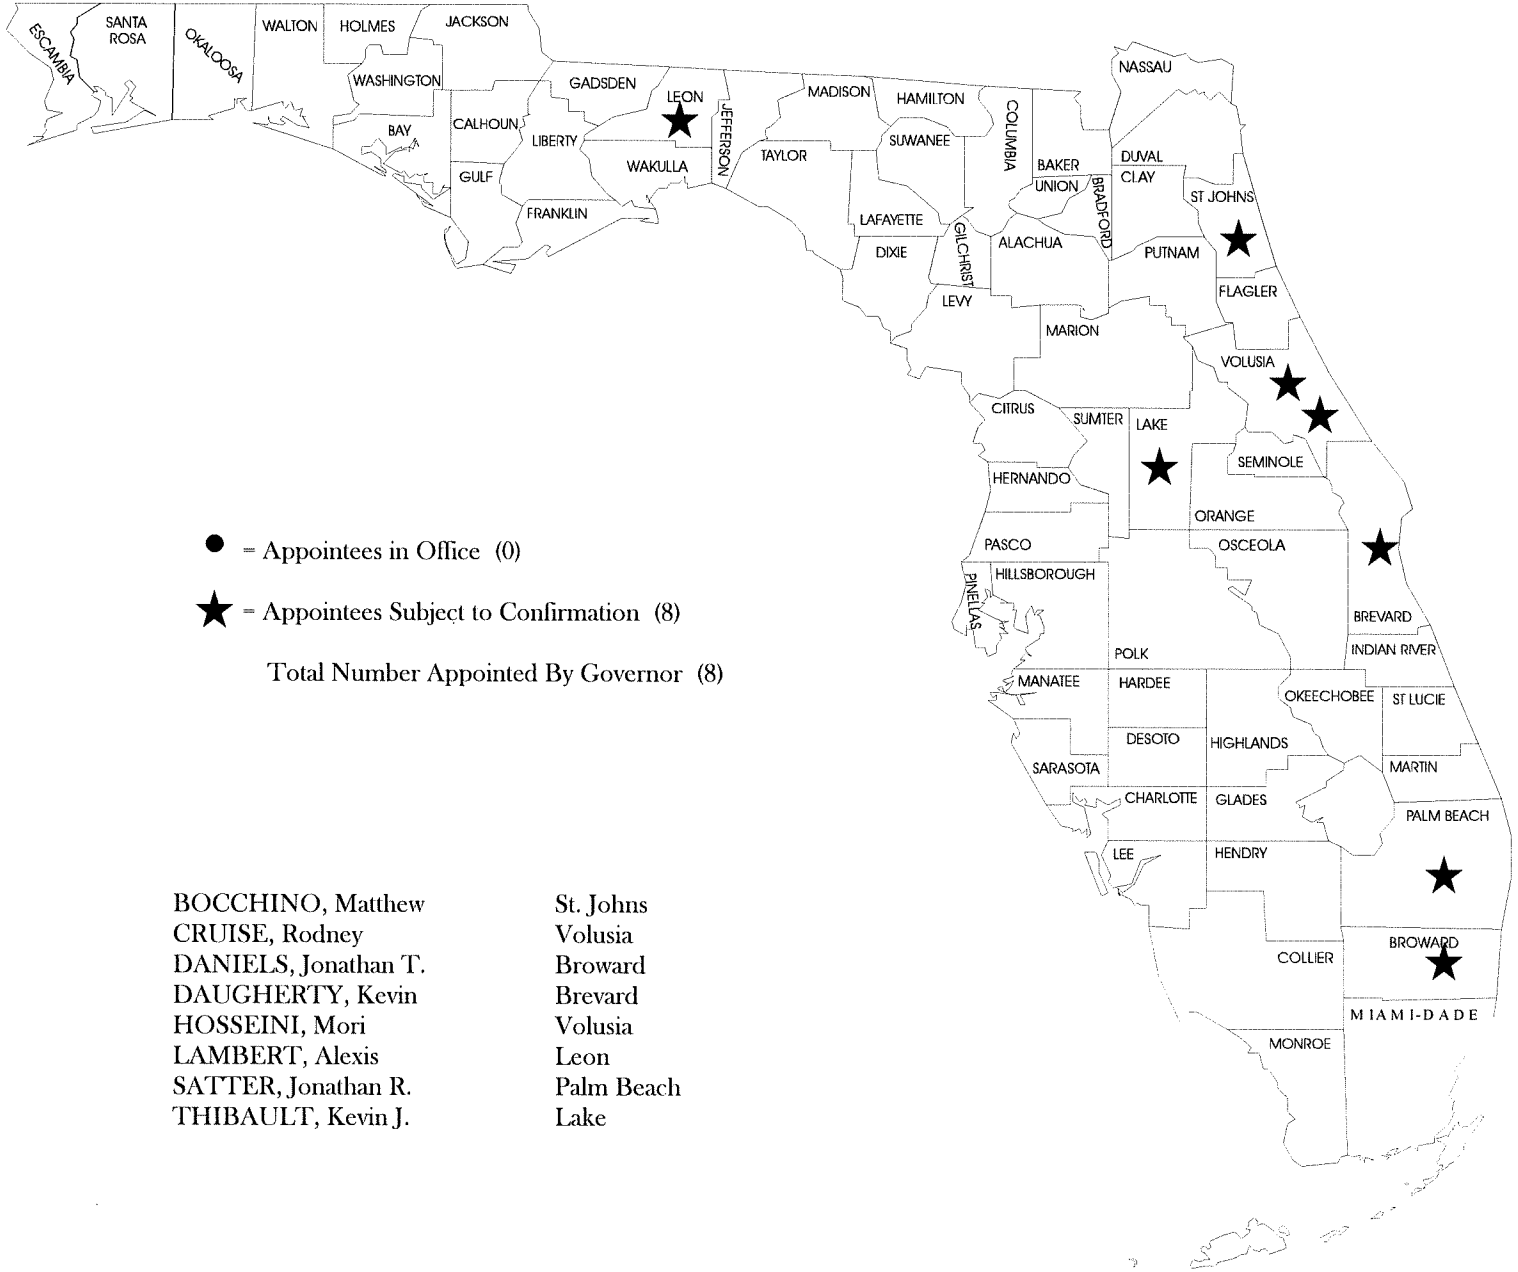 ESCAMBIA
SANTA
ROSA
OKALOOSA
WALTON
HOLMES
JACKSON
WASHINGTON
BAY
CALHOUN
GULF
GADSDEN
LIBERTY
FRANKLIN
LEON
WAKULLA
JEFFERSON
MADISON
TAYLOR
HAMILTON
SUWANEE
LAFAYETTE
DIXIE
COLUMBIA
GILCHRIST
LEVY
BAKER
UNION
BRADFORD
ALACHUA
NASSAU
DUVAL
CLAY
ST JOHNS
PUTNAM
FLAGLER
MARION
VOLUSIA
CITRUS
SUMTER
LAKE
SEMINOLE
HERNANDO
ORANGE
PASCO
OSCEOLA
HILLSBOROUGH
PINELLAS
BREVARD
INDIAN RIVER
POLK
MANATEE
HARDEE
OKEECHOBEE
ST LUCIE
DESOTO
HIGHLANDS
SARASOTA
MARTIN
CHARLOTTE
GLADES
PALM BEACH
LEE
HENDRY
BROWARD
COLLIER
MIAMI-DADE
MONROE
= Appointees in Office (0)
= Appointees Subject to Confirmation (8)
Total Number Appointed By Governor (8)
BOCCHINO, Matthew St. Johns
CRUISE, Rodney Volusia
DANIELS, Jonathan T. Broward
DAUGHERTY, Kevin Brevard
HOSSEINI, Mori Volusia
LAMBERT, Alexis Leon
SATTER, Jonathan R. Palm Beach
THIBAULT, Kevin J. Lake